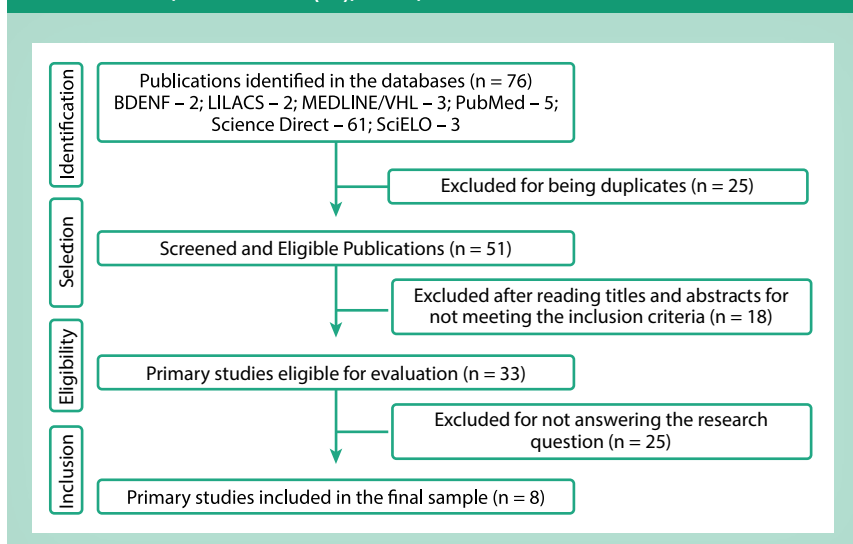 Identification
Publications identified in the databases (n = 76)
BDENF – 2; LILACS – 2; MEDLINE/VHL – 3; PubMed – 5;
Science Direct – 61; SciELO – 3
Excluded for being duplicates (n = 25)
Selection
Screened and Eligible Publications (n = 51)
Excluded after reading titles and abstracts for
not meeting the inclusion criteria (n = 18)
Eligibility
Primary studies eligible for evaluation (n = 33)
Excluded for not answering the research
question (n = 25)
Inclusion
Primary studies included in the final sample (n = 8)